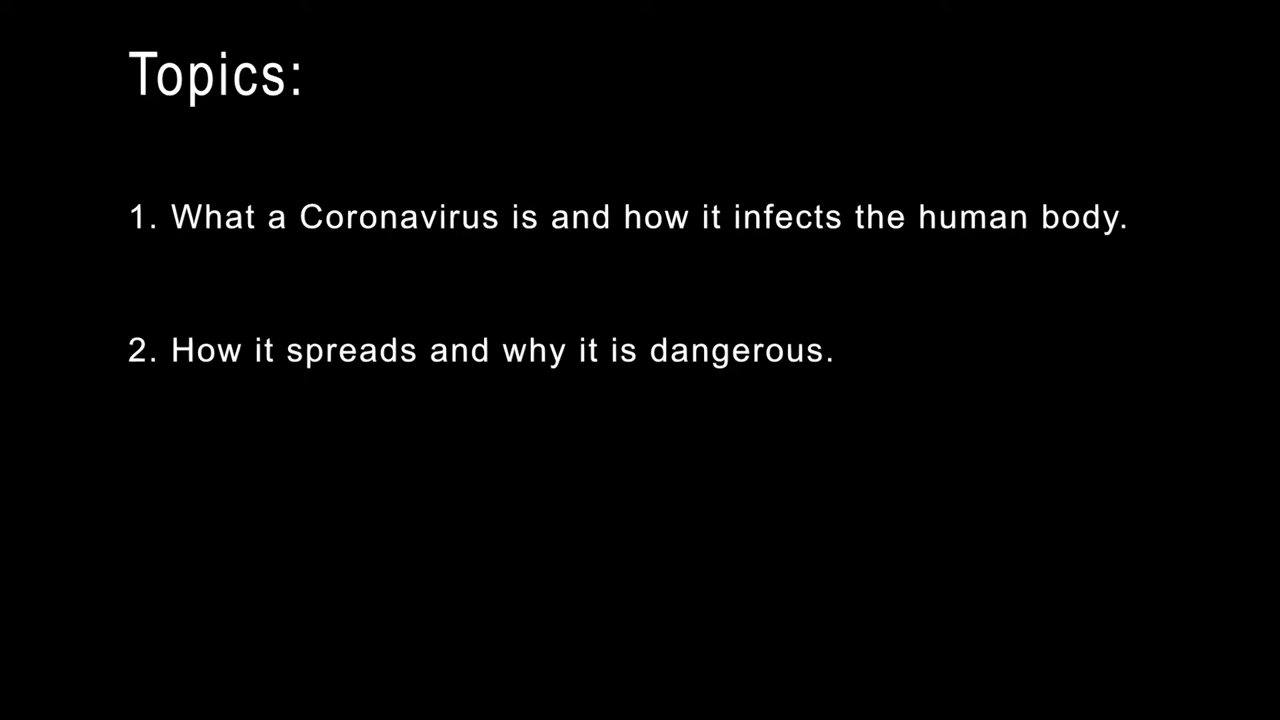 Topics:
1. What a Coronavirus is and how it infects the human body.
2. How it spreads and why it is dangerous.